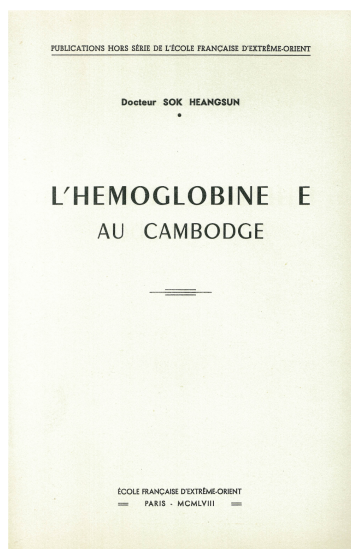 PUBLICATIONS HORS SÉRIE DE L'ÉCOLE FRANÇAISE D'EXTRÊME-ORIENT
Docteur SOK HEANGSUN
L'HEMOGLOBINE E
AU CAMBODGE
ÉCOLE FRANÇAISE D'EXTRÊME-ORIENT
PARIS - MCMLVIII